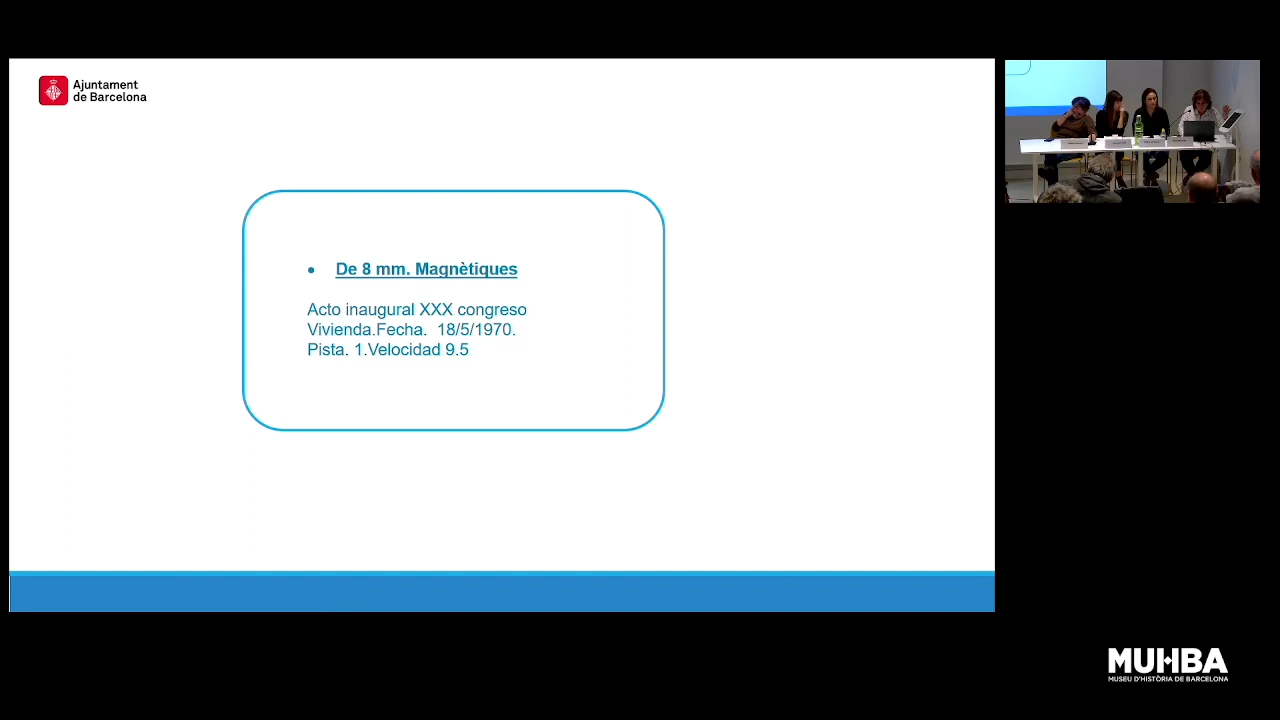 Ajuntament
de Barcelona
• De 8 mm. Magnètiques
Acto inaugural XXX congreso
Vivienda.Fecha.  18/5/1970.
Pista. 1.Velocidad 9.5
MUHBA
MUSEU D'HISTÒRIA DE BARCELONA